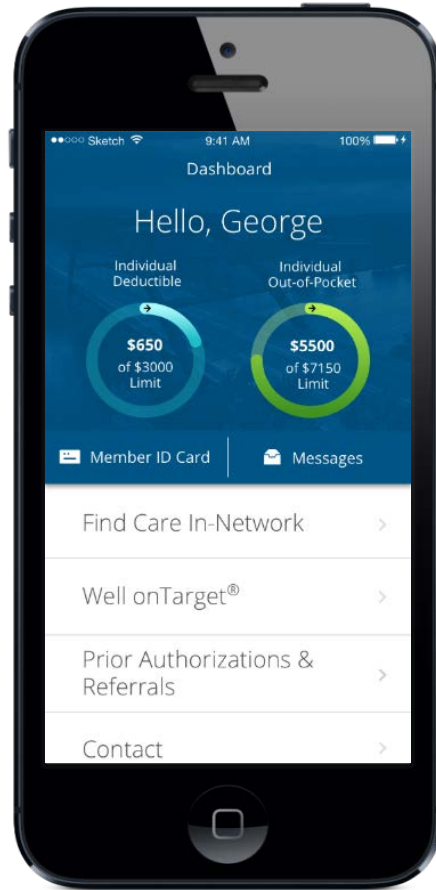 Sketch 9:41 AM 100%
Dashboard
Hello, George
Individual
Deductible
$650
of $3000
Limit
Individual
Out-of-Pocket
$5500
of $7150
Limit
Member ID Card
Messages
Find Care In-Network
Well onTarget®
Prior Authorizations &
Referrals
Contact